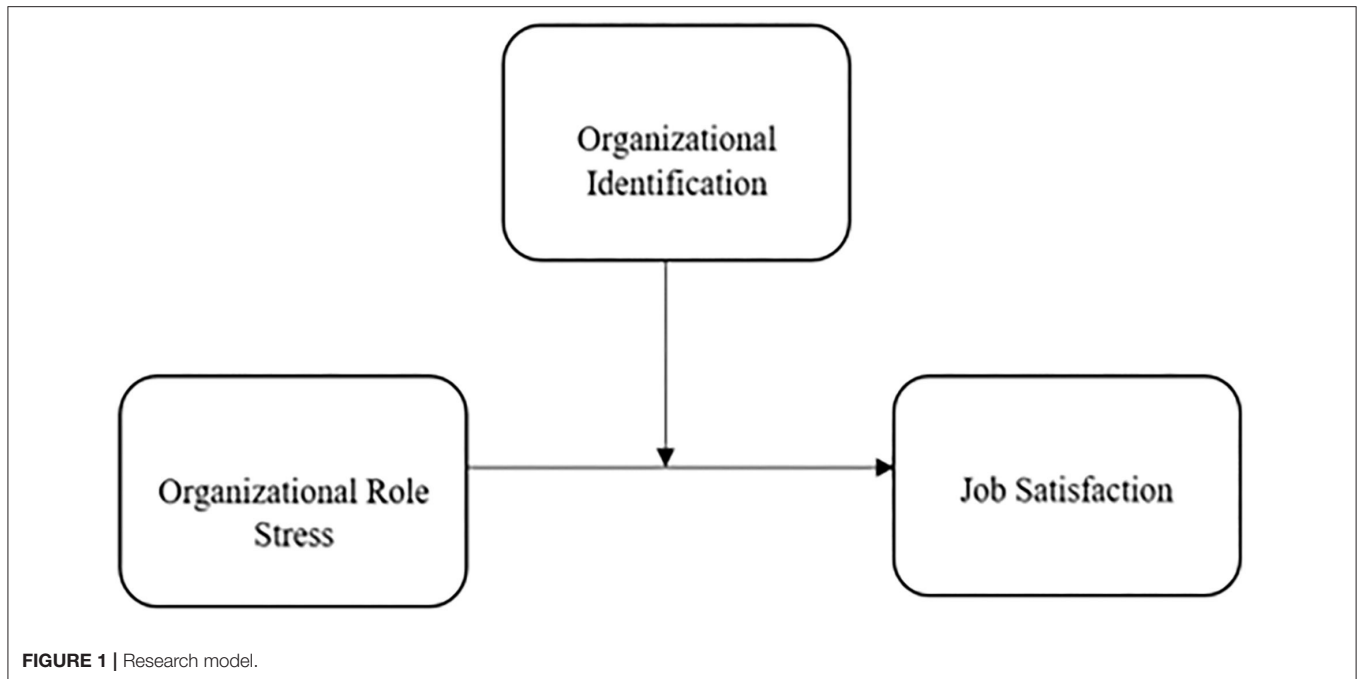 Organizational
Identification
Organizational Role
Stress
Job Satisfaction
FIGURE 1 | Research model.